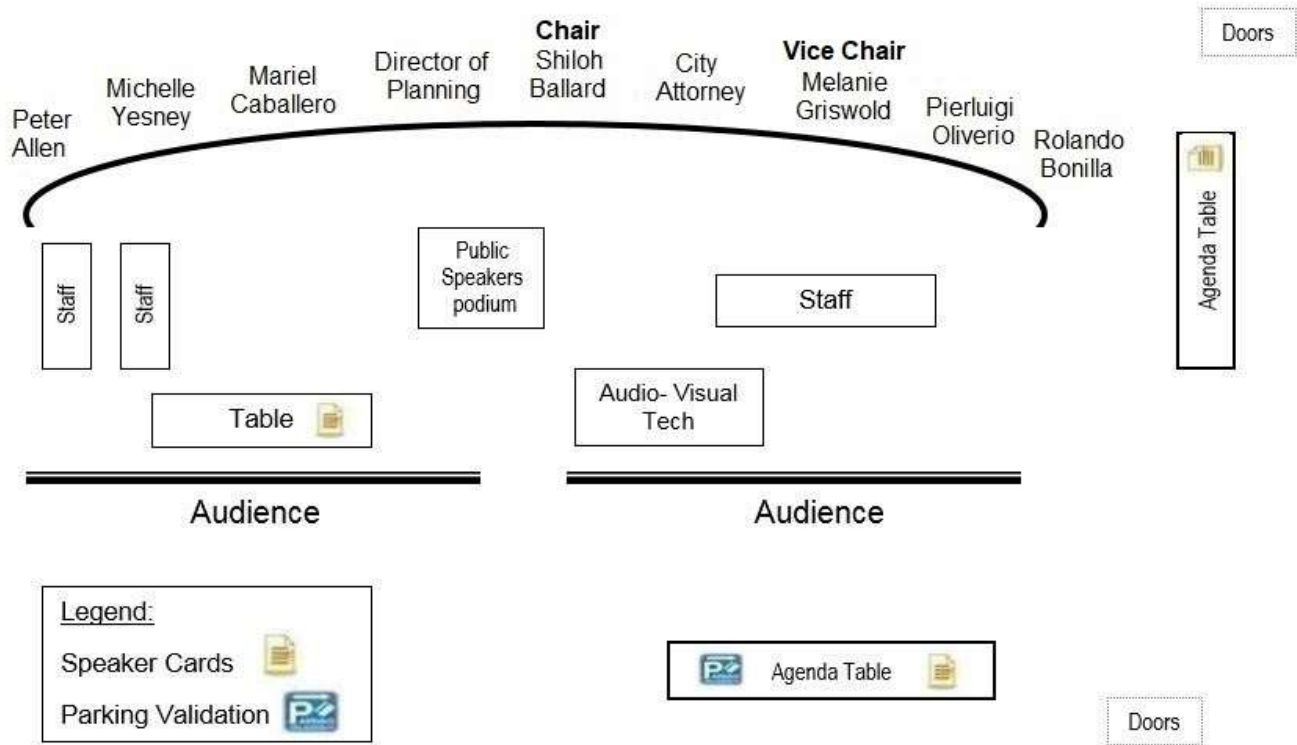 Doors
Chair
Shiloh
Ballard
Vice Chair
Melanie
Griswold
Director of
Planning
City
Attorney
Mariel
Caballero
Michelle
Yesney
Peter
Allen
Pierluigi
Oliverio
Rolando
Bonilla
Agenda Table
Staff
Staff
Public
Speakers
podium
Staff
Table
Audio- Visual
Tech
Audience
Audience
Legend:
Speaker Cards
Parking Validation
Agenda Table
Doors